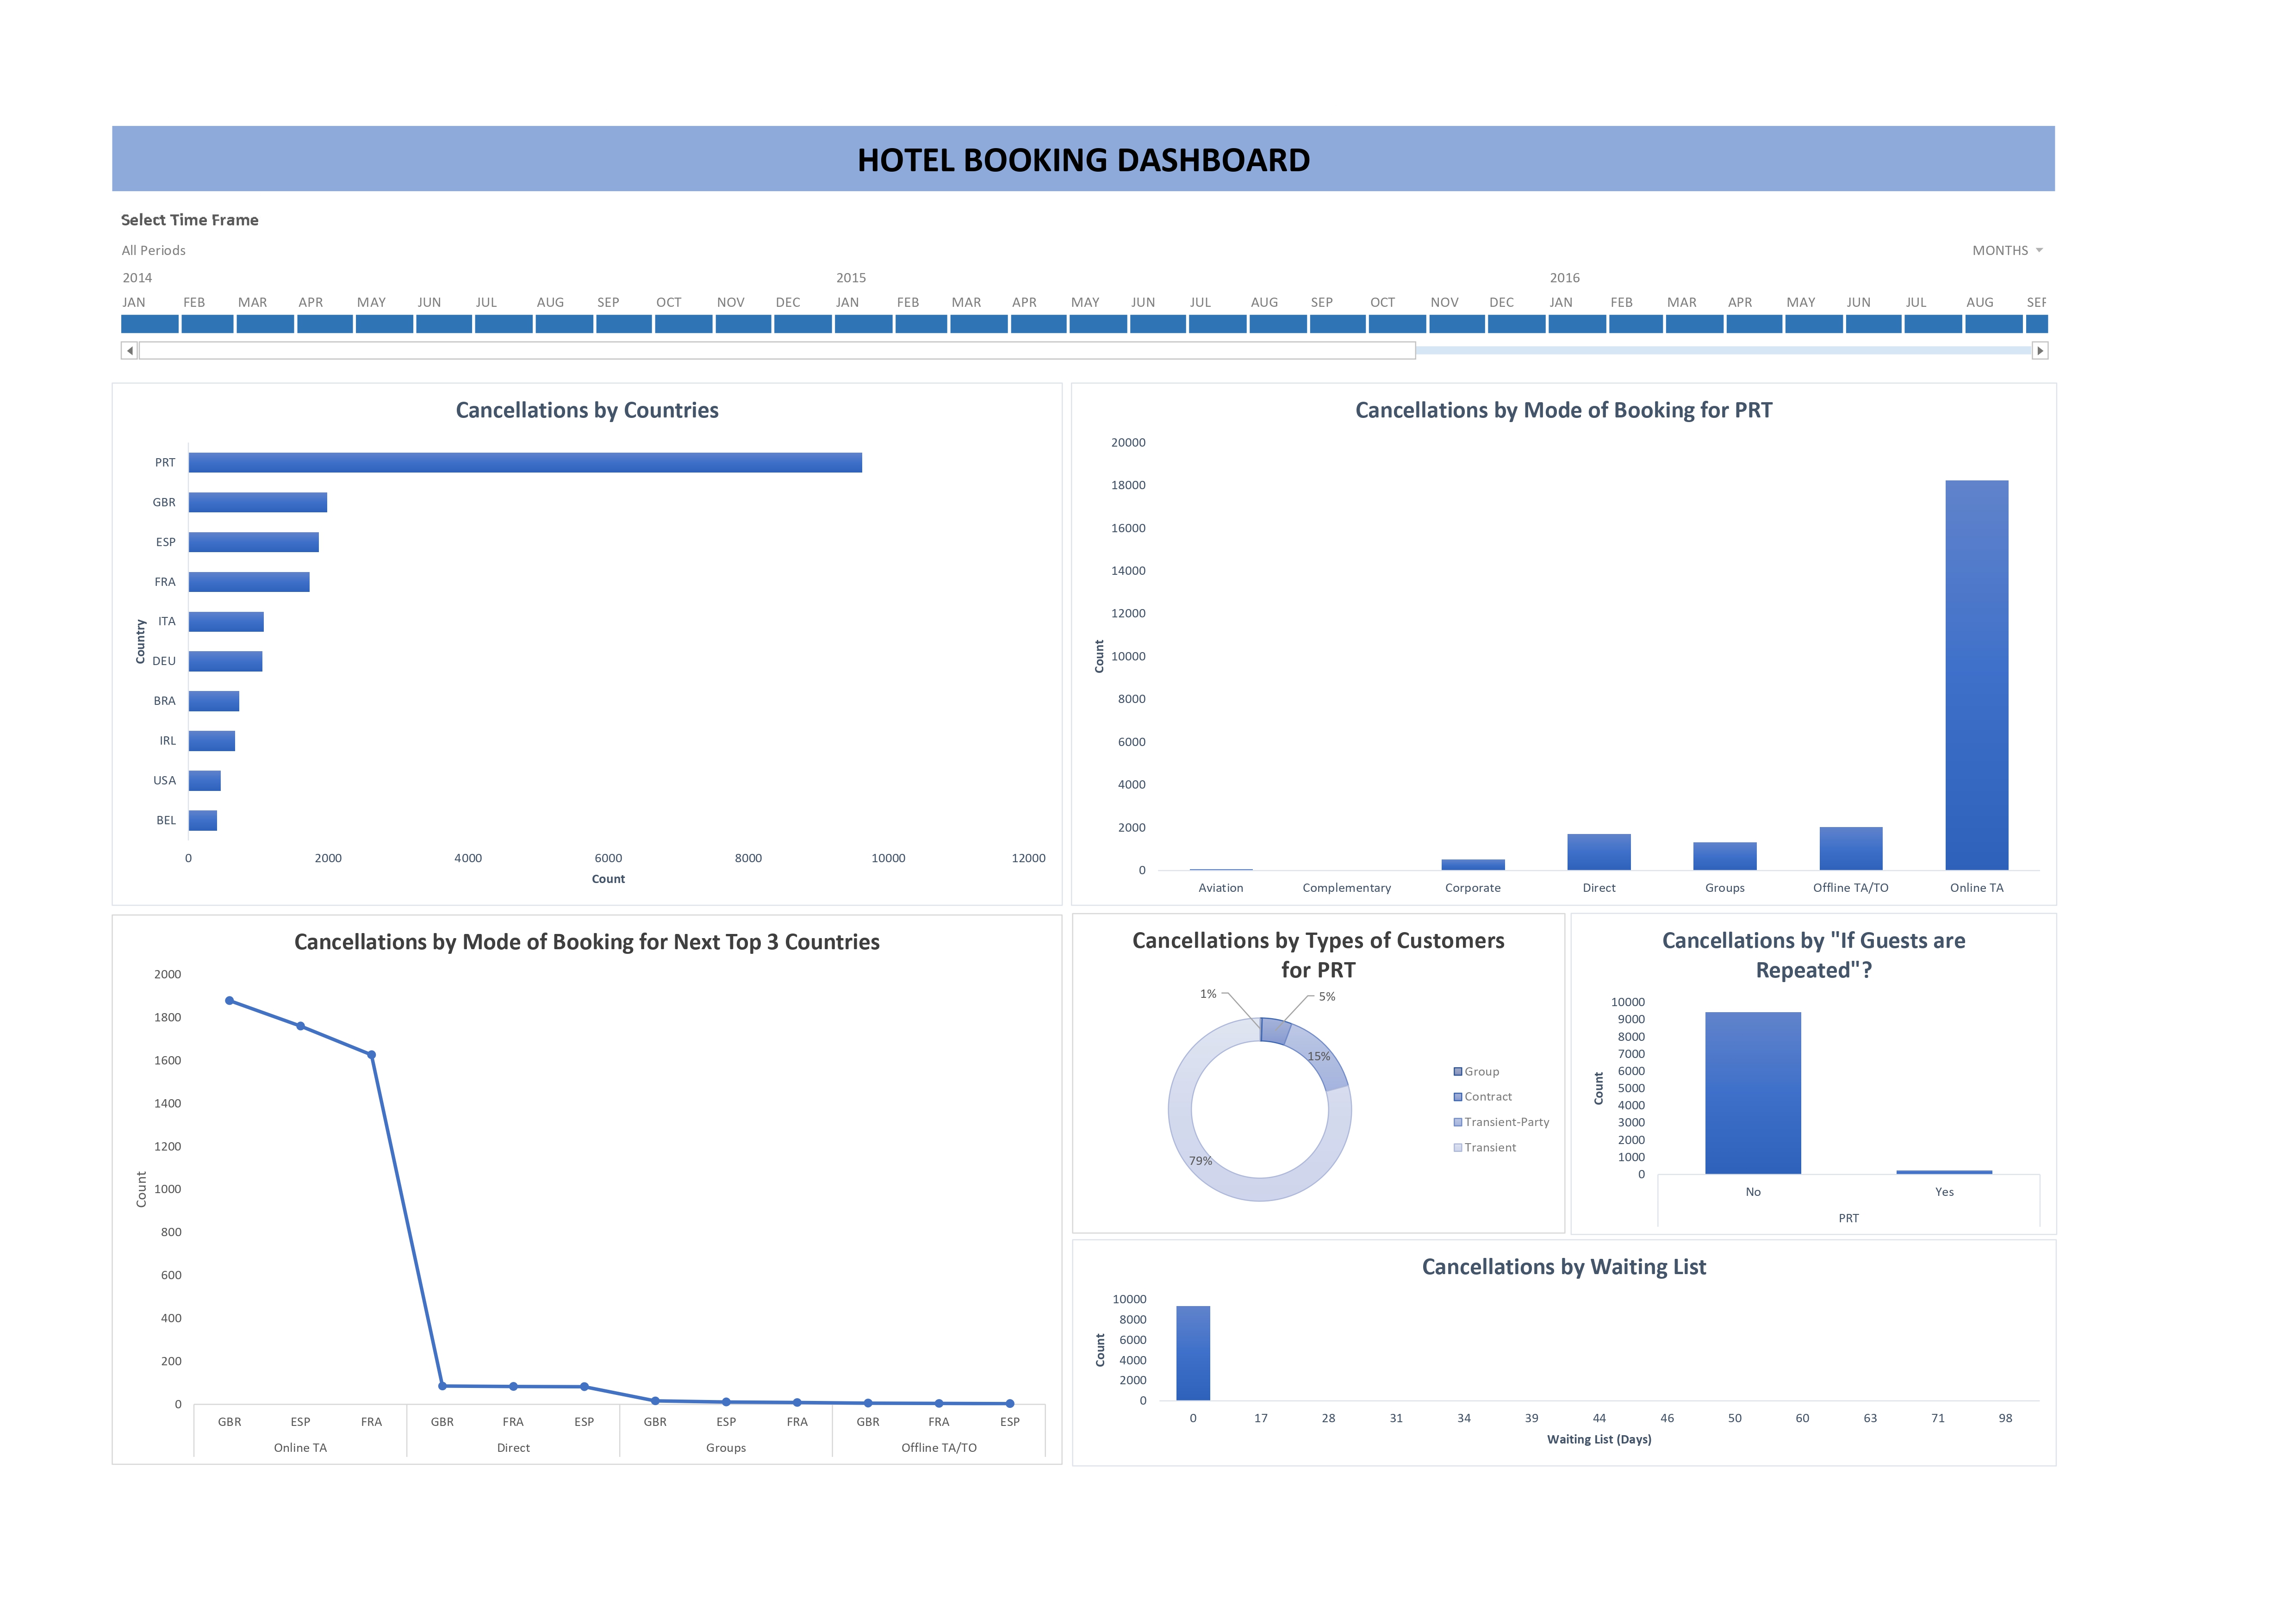 HOTEL BOOKING DASHBOARD
Select Time Frame
All Periods
MONTHS
2014 2015 2016
JAN FEB MAR APR MAY JUN JUL AUG SEP OCT NOV DEC JAN FEB MAR APR MAY JUN JUL AUG SEP OCT NOV DEC JAN FEB MAR APR MAY JUN JUL AUG SEP
Cancellations by Countries
Country
PRT
GBR
ESP
FRA
ITA
DEU
BRA
IRL
USA
BEL
0 2000 4000 6000 8000 10000 12000
Count
Cancellations by Mode of Booking for PRT
Count
20000
18000
16000
14000
12000
10000
8000
6000
4000
2000
0
Aviation Complementary Corporate Direct Groups Offline TA/TO Online TA
Cancellations by Mode of Booking for Next Top 3 Countries
Count
2000
1800
1600
1400
1200
1000
800
600
400
200
0
GBR ESP FRA GBR FRA ESP GBR ESP FRA GBR FRA ESP
Online TA Direct Groups Offline TA/TO
Cancellations by Types of Customers
for PRT
1% 5%
15%
79%
Group
Contract
Transient-Party
Transient
Cancellations by "If Guests are
Repeated"?
Count
10000
9000
8000
7000
6000
5000
4000
3000
2000
1000
0
No Yes
PRT
Cancellations by Waiting List
Count
10000
8000
6000
4000
2000
0
0 17 28 31 34 39 44 46 50 60 63 71 98
Waiting List (Days)